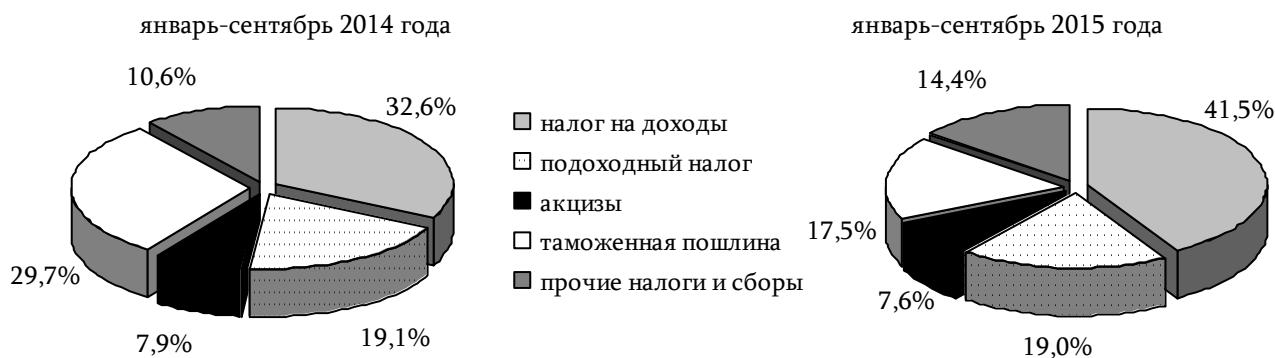 январь-сентябрь 2014 года
10,6%
32,6%
29,7%
7,9%
19,1%
налог на доходы
подоходный налог
акцизы
таможенная пошлина
прочие налоги и сборы
январь-сентябрь 2015 года
14,4%
41,5%
17,5%
7,6%
19,0%